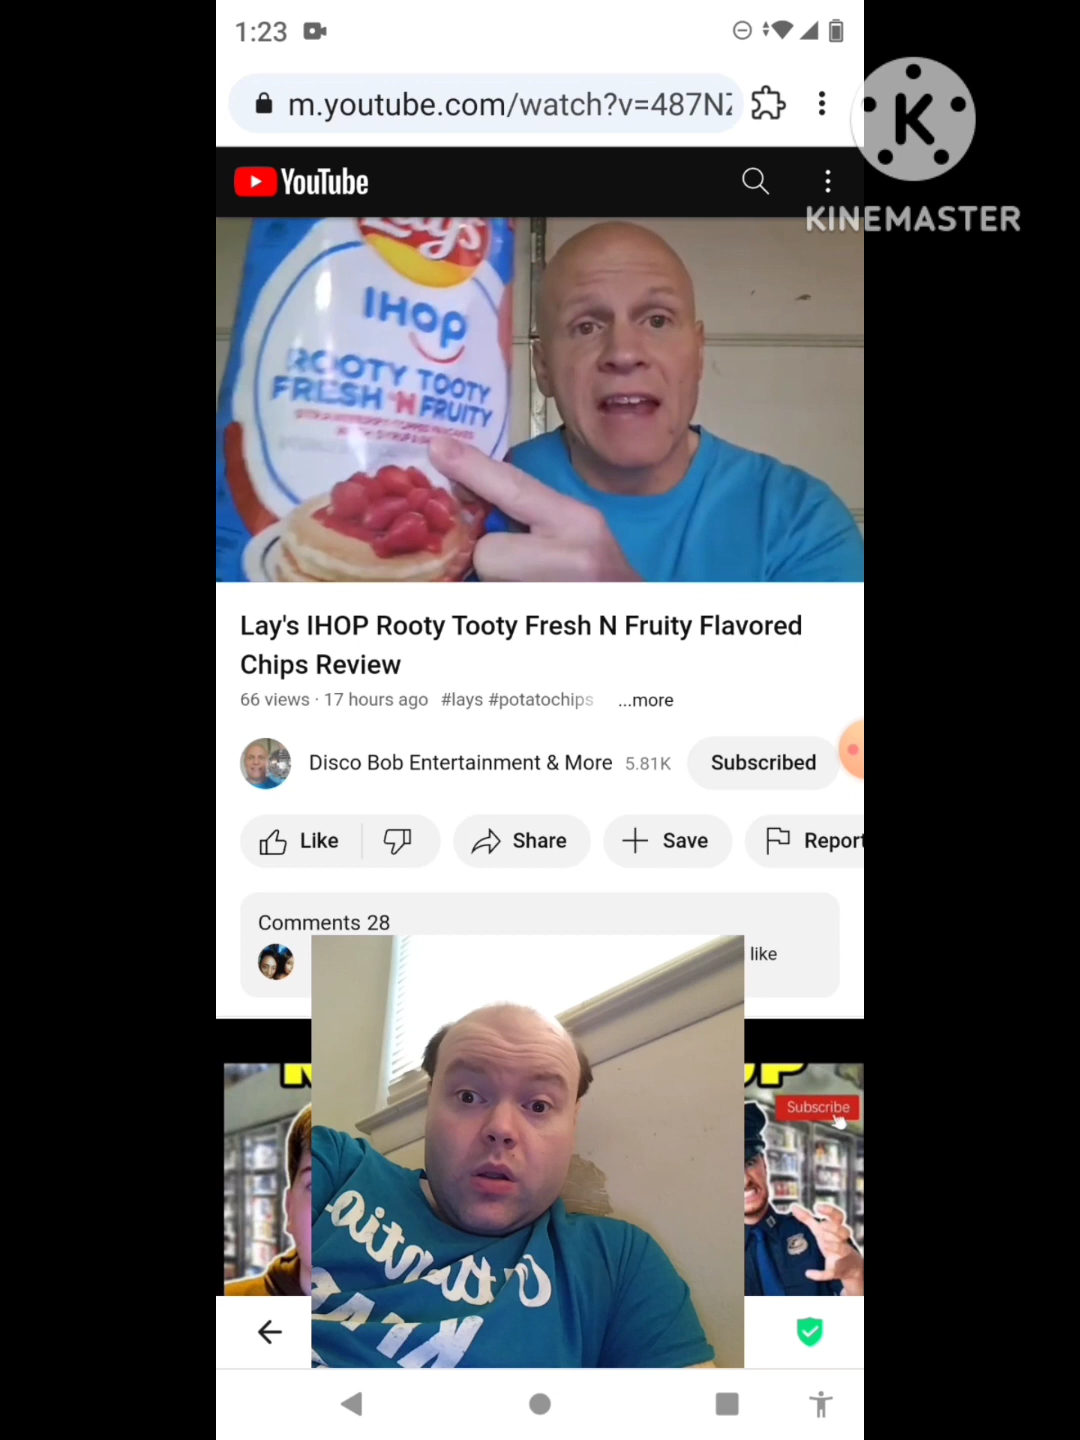 1:23
m.youtube.com/watch?v=487N
K
KINEMASTER
YouTube
Lay's
IHOP
ROOTY TOOTY
FRESH 'N FRUITY
Lay's IHOP Rooty Tooty Fresh N Fruity Flavored
Chips Review
66 views · 17 hours ago #lays #potatochips ...more
Disco Bob Entertainment & More 5.81K Subscribed
Like Share Save Report
Comments 28
like
Subscribe